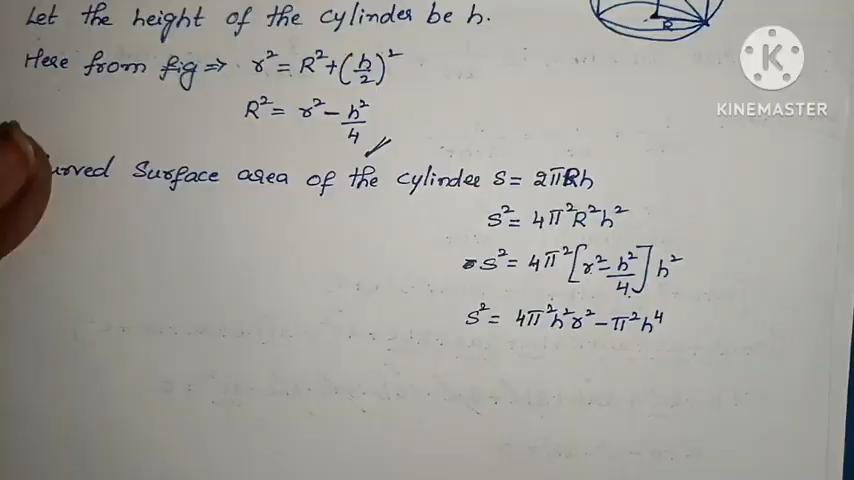 Let the height of the cylinder be h.
R
Here from fig ⇒ r² = R² + (h/2)²
KINEMASTER
R² = r² - h²/4
urved Surface area of the cylinder S = 2πRh
S² = 4π²R²h²
S² = 4π²[r² - h²/4]h²
S² = 4π²h²r² - π²h⁴